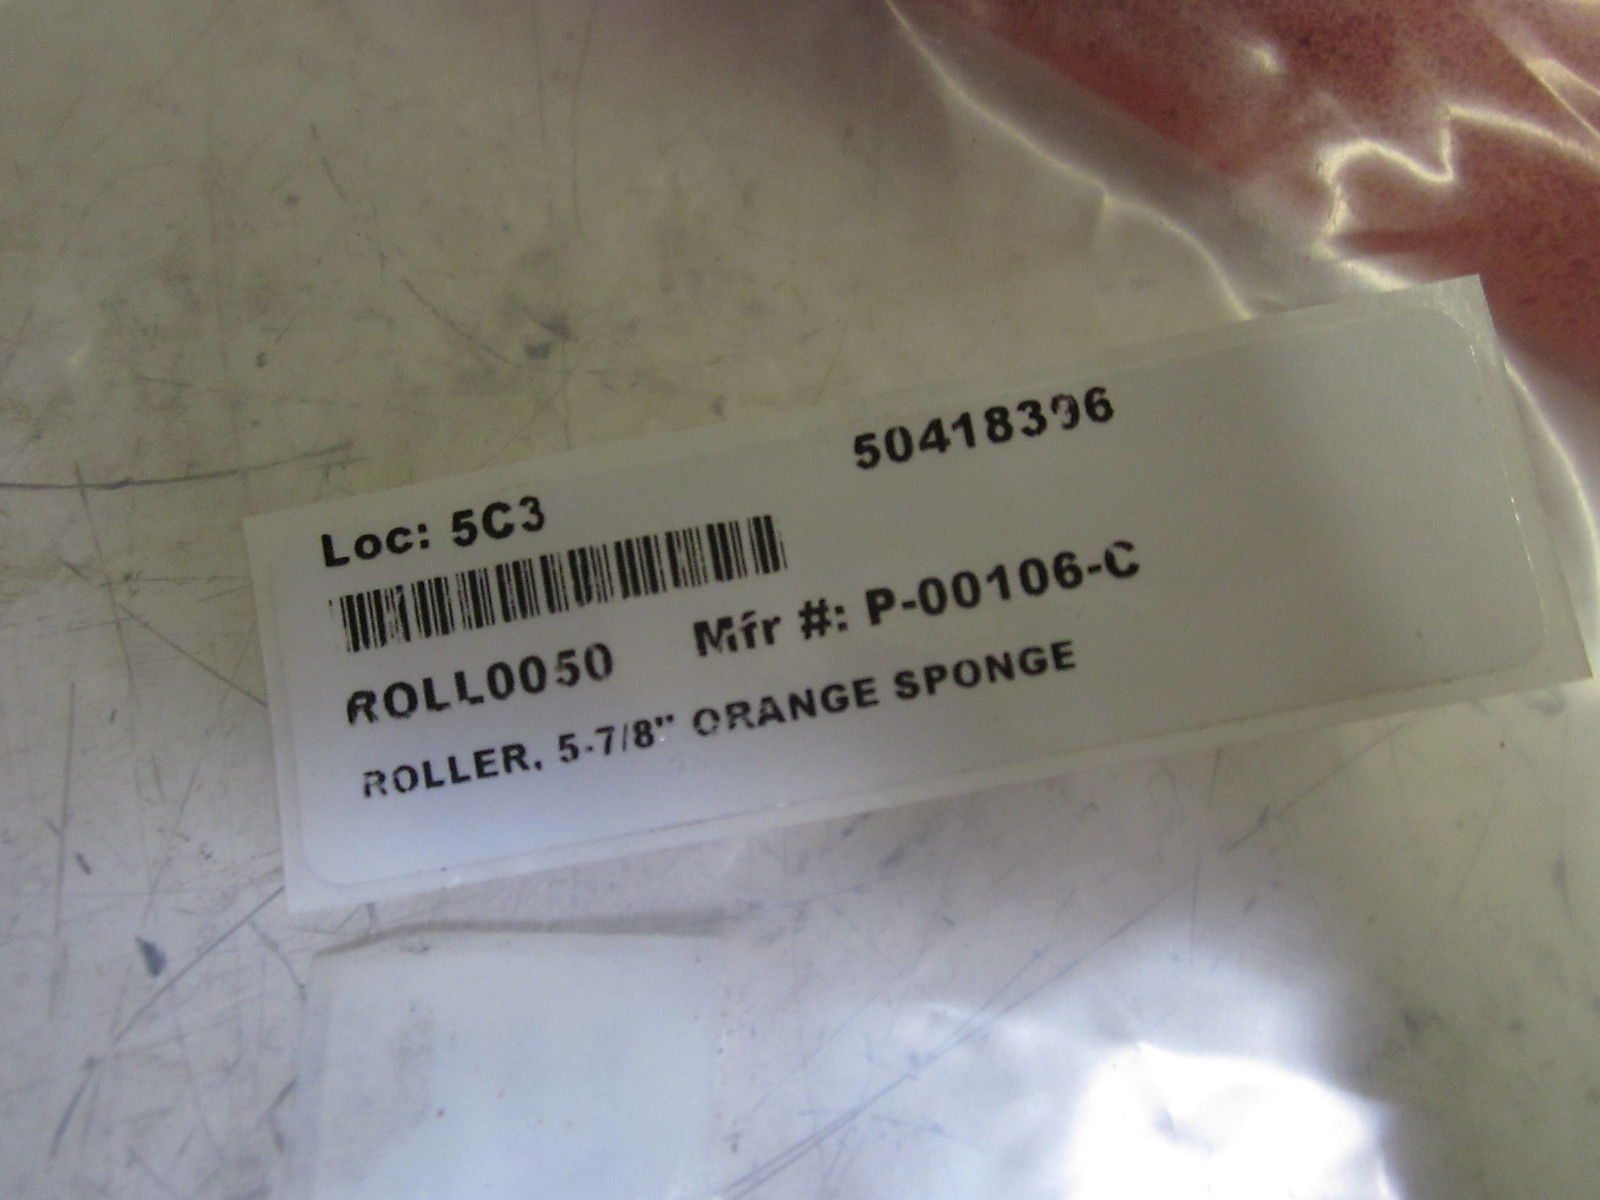 Loc: 5C3 50418396
ROLL0050 Mfr #: P-00106-C
ROLLER, 5-7/8" ORANGE SPONGE